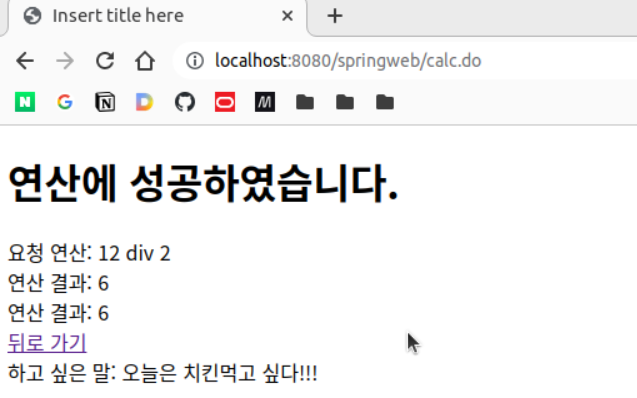 Insert title here
localhost:8080/springweb/calc.do
연산에 성공하였습니다.
요청 연산: 12 div 2
연산 결과: 6
연산 결과: 6
뒤로 가기
하고 싶은 말: 오늘은 치킨먹고 싶다!!!